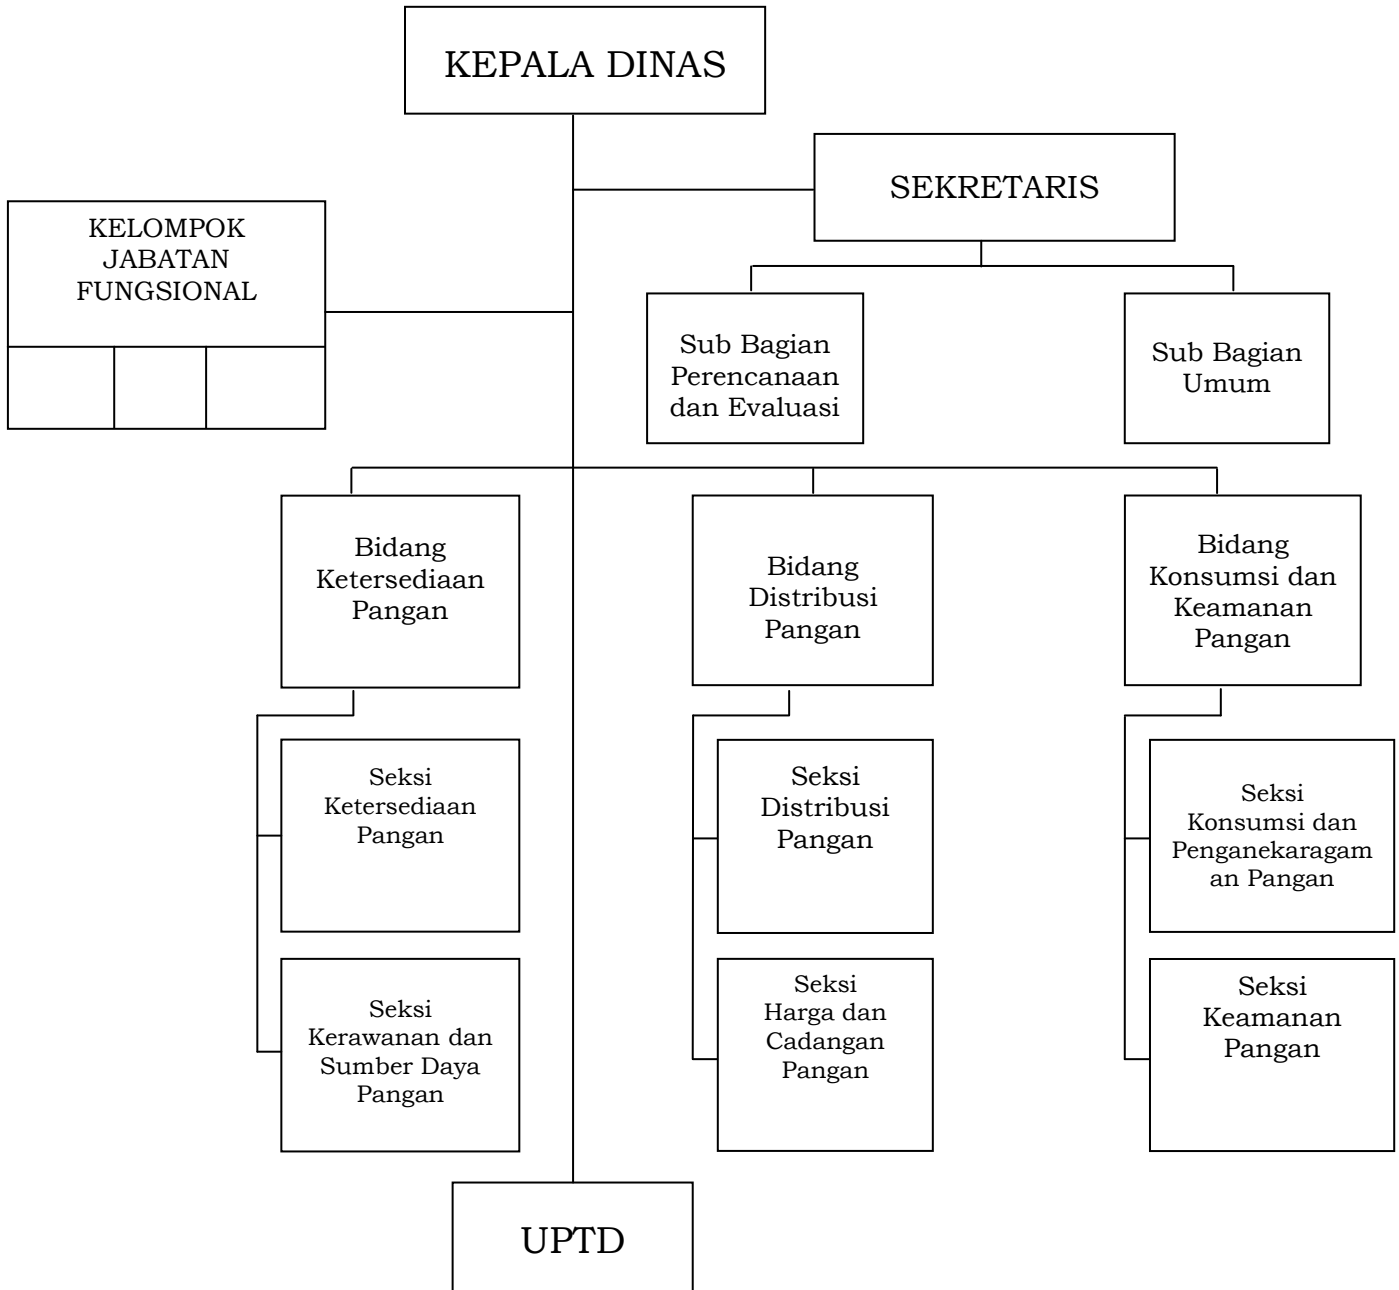 KEPALA DINAS
SEKRETARIS
KELOMPOK
JABATAN
FUNGSIONAL
Sub Bagian
Perencanaan
dan Evaluasi
Sub Bagian
Umum
Bidang
Ketersediaan
Pangan
Bidang
Distribusi
Pangan
Bidang
Konsumsi dan
Keamanan
Pangan
Seksi
Ketersediaan
Pangan
Seksi
Distribusi
Pangan
Seksi
Konsumsi dan
Penganekaragam
an Pangan
Seksi
Kerawanan dan
Sumber Daya
Pangan
Seksi
Harga dan
Cadangan
Pangan
Seksi
Keamanan
Pangan
UPTD